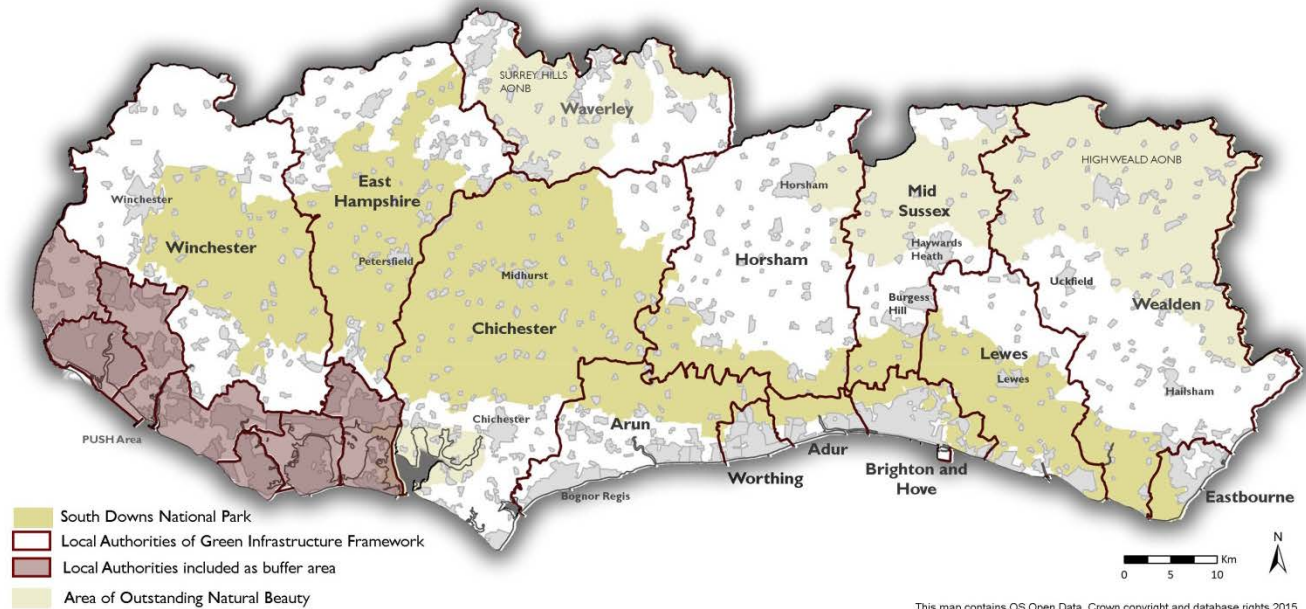 SURREY HILLS
AONB
Waverley
HIGH WEALD AONB
Winchester
East
Hampshire
Horsham
Mid
Sussex
Winchester
Petersfield
Midhurst
Horsham
Haywards
Heath
Uckfield
Wealden
Burgess
Hill
Chichester
Lewes
Lewes
Hailsham
PUSH Area
Chichester
Arun
Adur
Worthing
Brighton and
Hove
Eastbourne
Bognor Regis
South Downs National Park
Local Authorities of Green Infrastructure Framework
Local Authorities included as buffer area
Area of Outstanding Natural Beauty
N
Km
0 5 10
This map contains OS Open Data. Crown copyright and database rights 2015